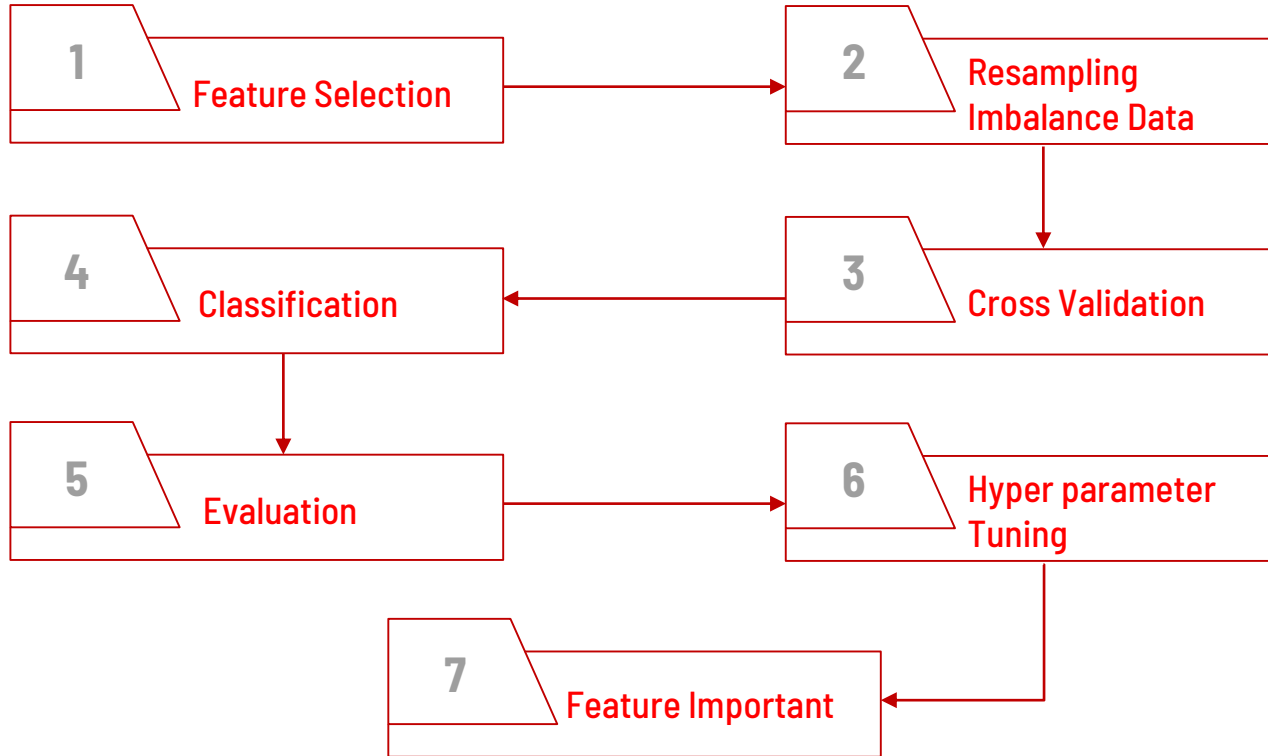 1
Feature Selection
2
Resampling
Imbalance Data
3
Cross Validation
4
Classification
5
Evaluation
6
Hyper parameter
Tuning
7
Feature Important